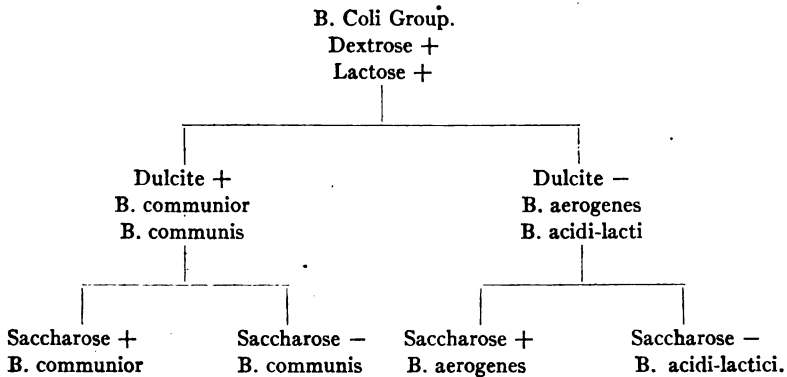 B. Coli Group.
Dextrose +
Lactose +
Dulcite +
B. communior
B. communis
Dulcite −
B. aerogenes
B. acidi-lacti
Saccharose +
B. communior
Saccharose −
B. communis
Saccharose +
B. aerogenes
Saccharose −
B. acidi-lactici.